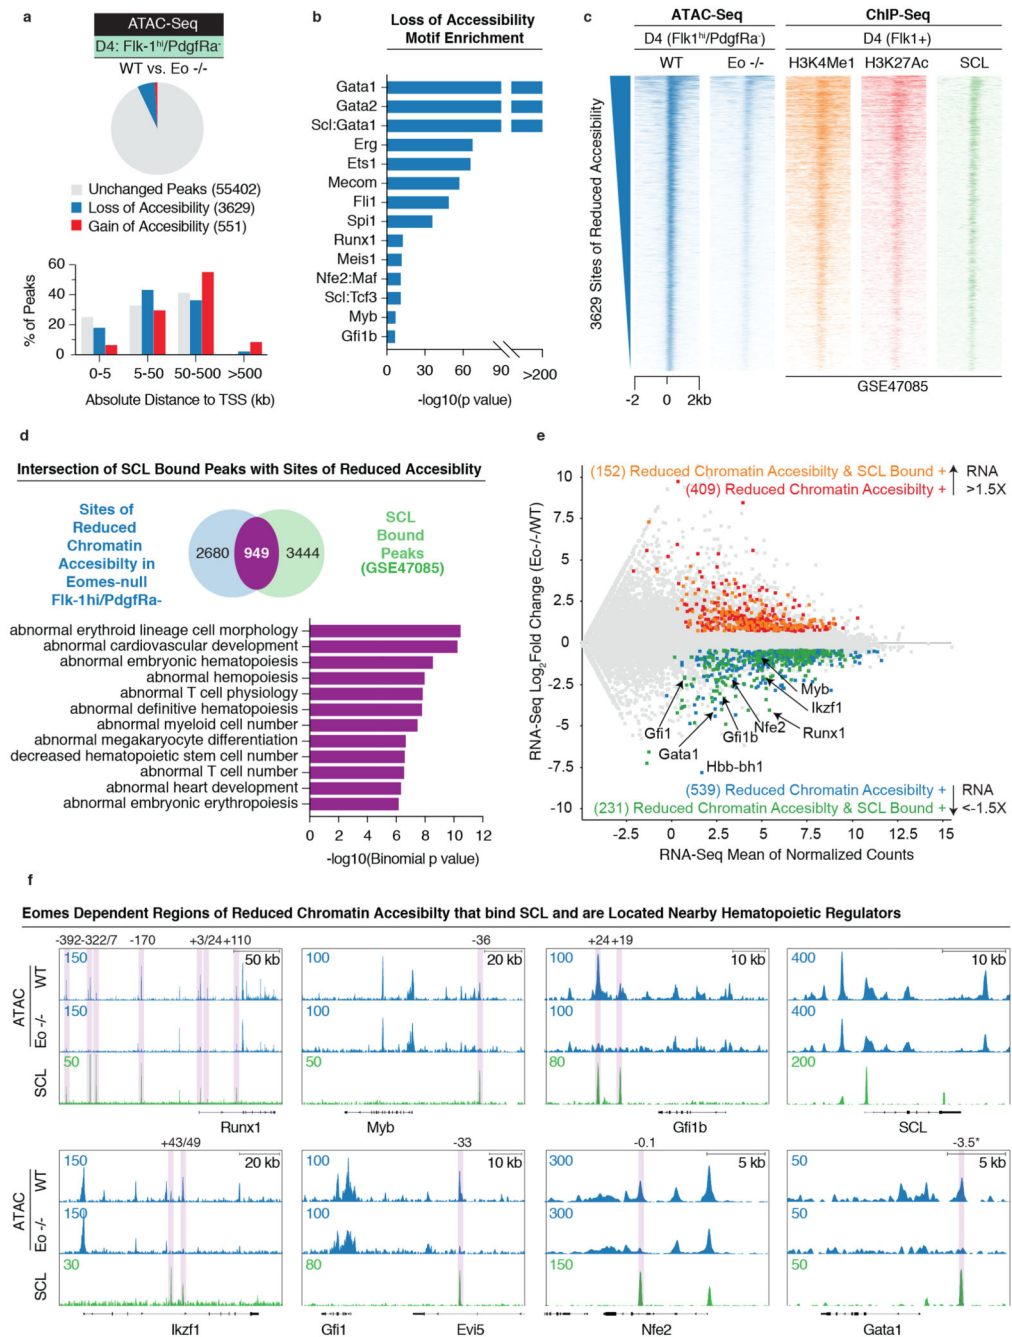 a
ATAC-Seq
D4: Flk-1hi/PdgfRa-
WT vs. Eo -/-
Unchanged Peaks (55402)
Loss of Accesibility (3629)
Gain of Accesibility (551)
% of Peaks
60
40
20
0
0-5 5-50 50-500 >500
Absolute Distance to TSS (kb)
b
Loss of Accessibility
Motif Enrichment
Gata1
Gata2
Scl:Gata1
Erg
Ets1
Mecom
Fli1
Spi1
Runx1
Meis1
Nfe2:Maf
Scl:Tcf3
Myb
Gfi1b
0 30 60 90 >200
-log10(p value)
c
ATAC-Seq ChIP-Seq
D4 (Flk1hi/PdgfRa-) D4 (Flk1+)
WT Eo -/- H3K4Me1 H3K27Ac SCL
3629 Sites of Reduced Accesibility
-2 0 2kb
GSE47085
d
Intersection of SCL Bound Peaks with Sites of Reduced Accesiblity
Sites of
Reduced
Chromatin
Accesibility in
Eomes-null
Flk-1hi/PdgfRa-
2680 949 3444
SCL
Bound
Peaks
(GSE47085)
abnormal erythroid lineage cell morphology
abnormal cardiovascular development
abnormal embryonic hematopoiesis
abnormal hemopoiesis
abnormal T cell physiology
abnormal definitive hematopoiesis
abnormal myeloid cell number
abnormal megakaryocyte differentiation
decreased hematopoietic stem cell number
abnormal T cell number
abnormal heart development
abnormal embryonic erythropoiesis
0 2 4 6 8 10 12
-log10(Binomial p value)
e
(152) Reduced Chromatin Accesibilty & SCL Bound + RNA
(409) Reduced Chromatin Accesibilty + >1.5X
RNA-Seq Log2Fold Change (Eo-/-/WT)
10
7.5
5
2.5
0
-2.5
-5
-7.5
-10
Myb
Ikzf1
Runx1
Nfe2
Gfi1b
Gfi1
Gata1
Hbb-bh1
(539) Reduced Chromatin Accesibilty + RNA
(231) Reduced Chromatin Accesiblty & SCL Bound + <-1.5X
-2.5 0 2.5 5 7.5 10 12.5 15
RNA-Seq Mean of Normalized Counts
f
Eomes Dependent Regions of Reduced Chromatin Accesibilty that bind SCL and are Located Nearby Hematopoietic Regulators
-392 -322/7 -170 +3/24 +110 -36 +24 +19
ATAC
WT
Eo -/-
SCL
150 50 kb
150
50
Runx1
100 20 kb
100
50
Myb
100 10 kb
100
80
Gfi1b
400 10 kb
400
200
SCL
+43/49 -33 -0.1 -3.5*
ATAC
WT
Eo -/-
SCL
150 20 kb
150
30
Ikzf1
100 10 kb
100
80
Gfi1 Evi5
300 5 kb
300
150
Nfe2
50 5 kb
50
50
Gata1